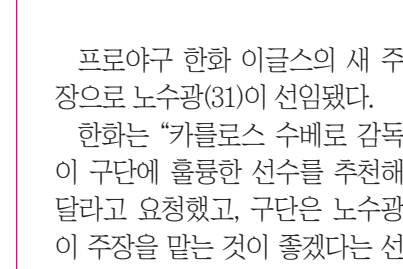 프로야구 한화 이글스의 새 주
장으로 노수광(31)이 선임됐다.
한화는 “카를로스 수베로 감독
이 구단에 훌륭한 선수를 추천해
달라고 요청했고, 구단은 노수광
이 주장을 맡는 것이 좋겠다는 선